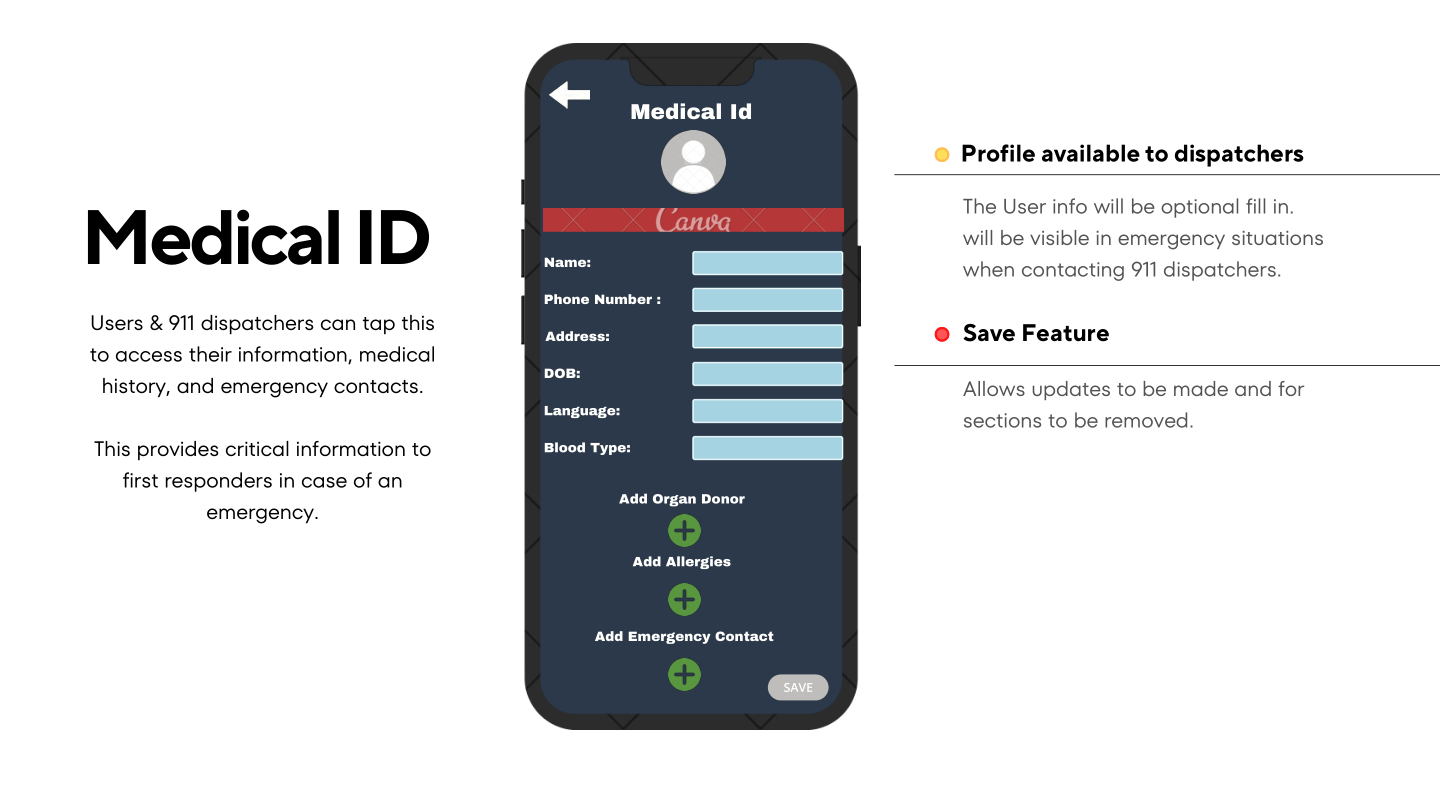 Medical ID
Users & 911 dispatchers can tap this
to access their information, medical
history, and emergency contacts.
This provides critical information to
first responders in case of an
emergency.
Medical Id
Canva
Name:
Phone Number :
Address:
DOB:
Language:
Blood Type:
Add Organ Donor
Add Allergies
Add Emergency Contact
SAVE
Profile available to dispatchers
The User info will be optional fill in.
will be visible in emergency situations
when contacting 911 dispatchers.
Save Feature
Allows updates to be made and for
sections to be removed.